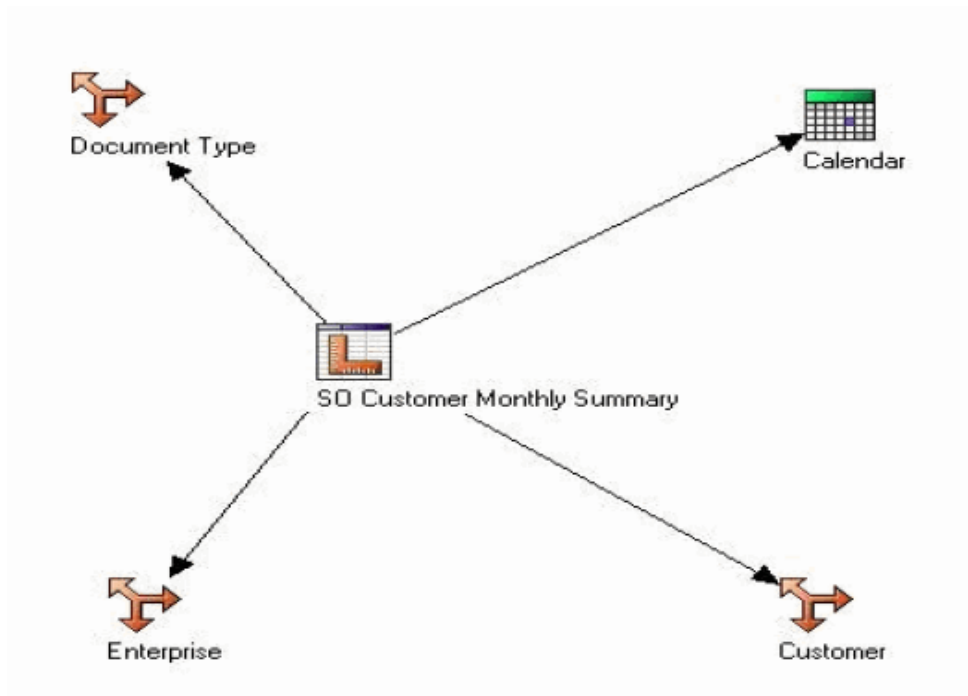 Document Type
Calendar
SO Customer Monthly Summary
Enterprise
Customer